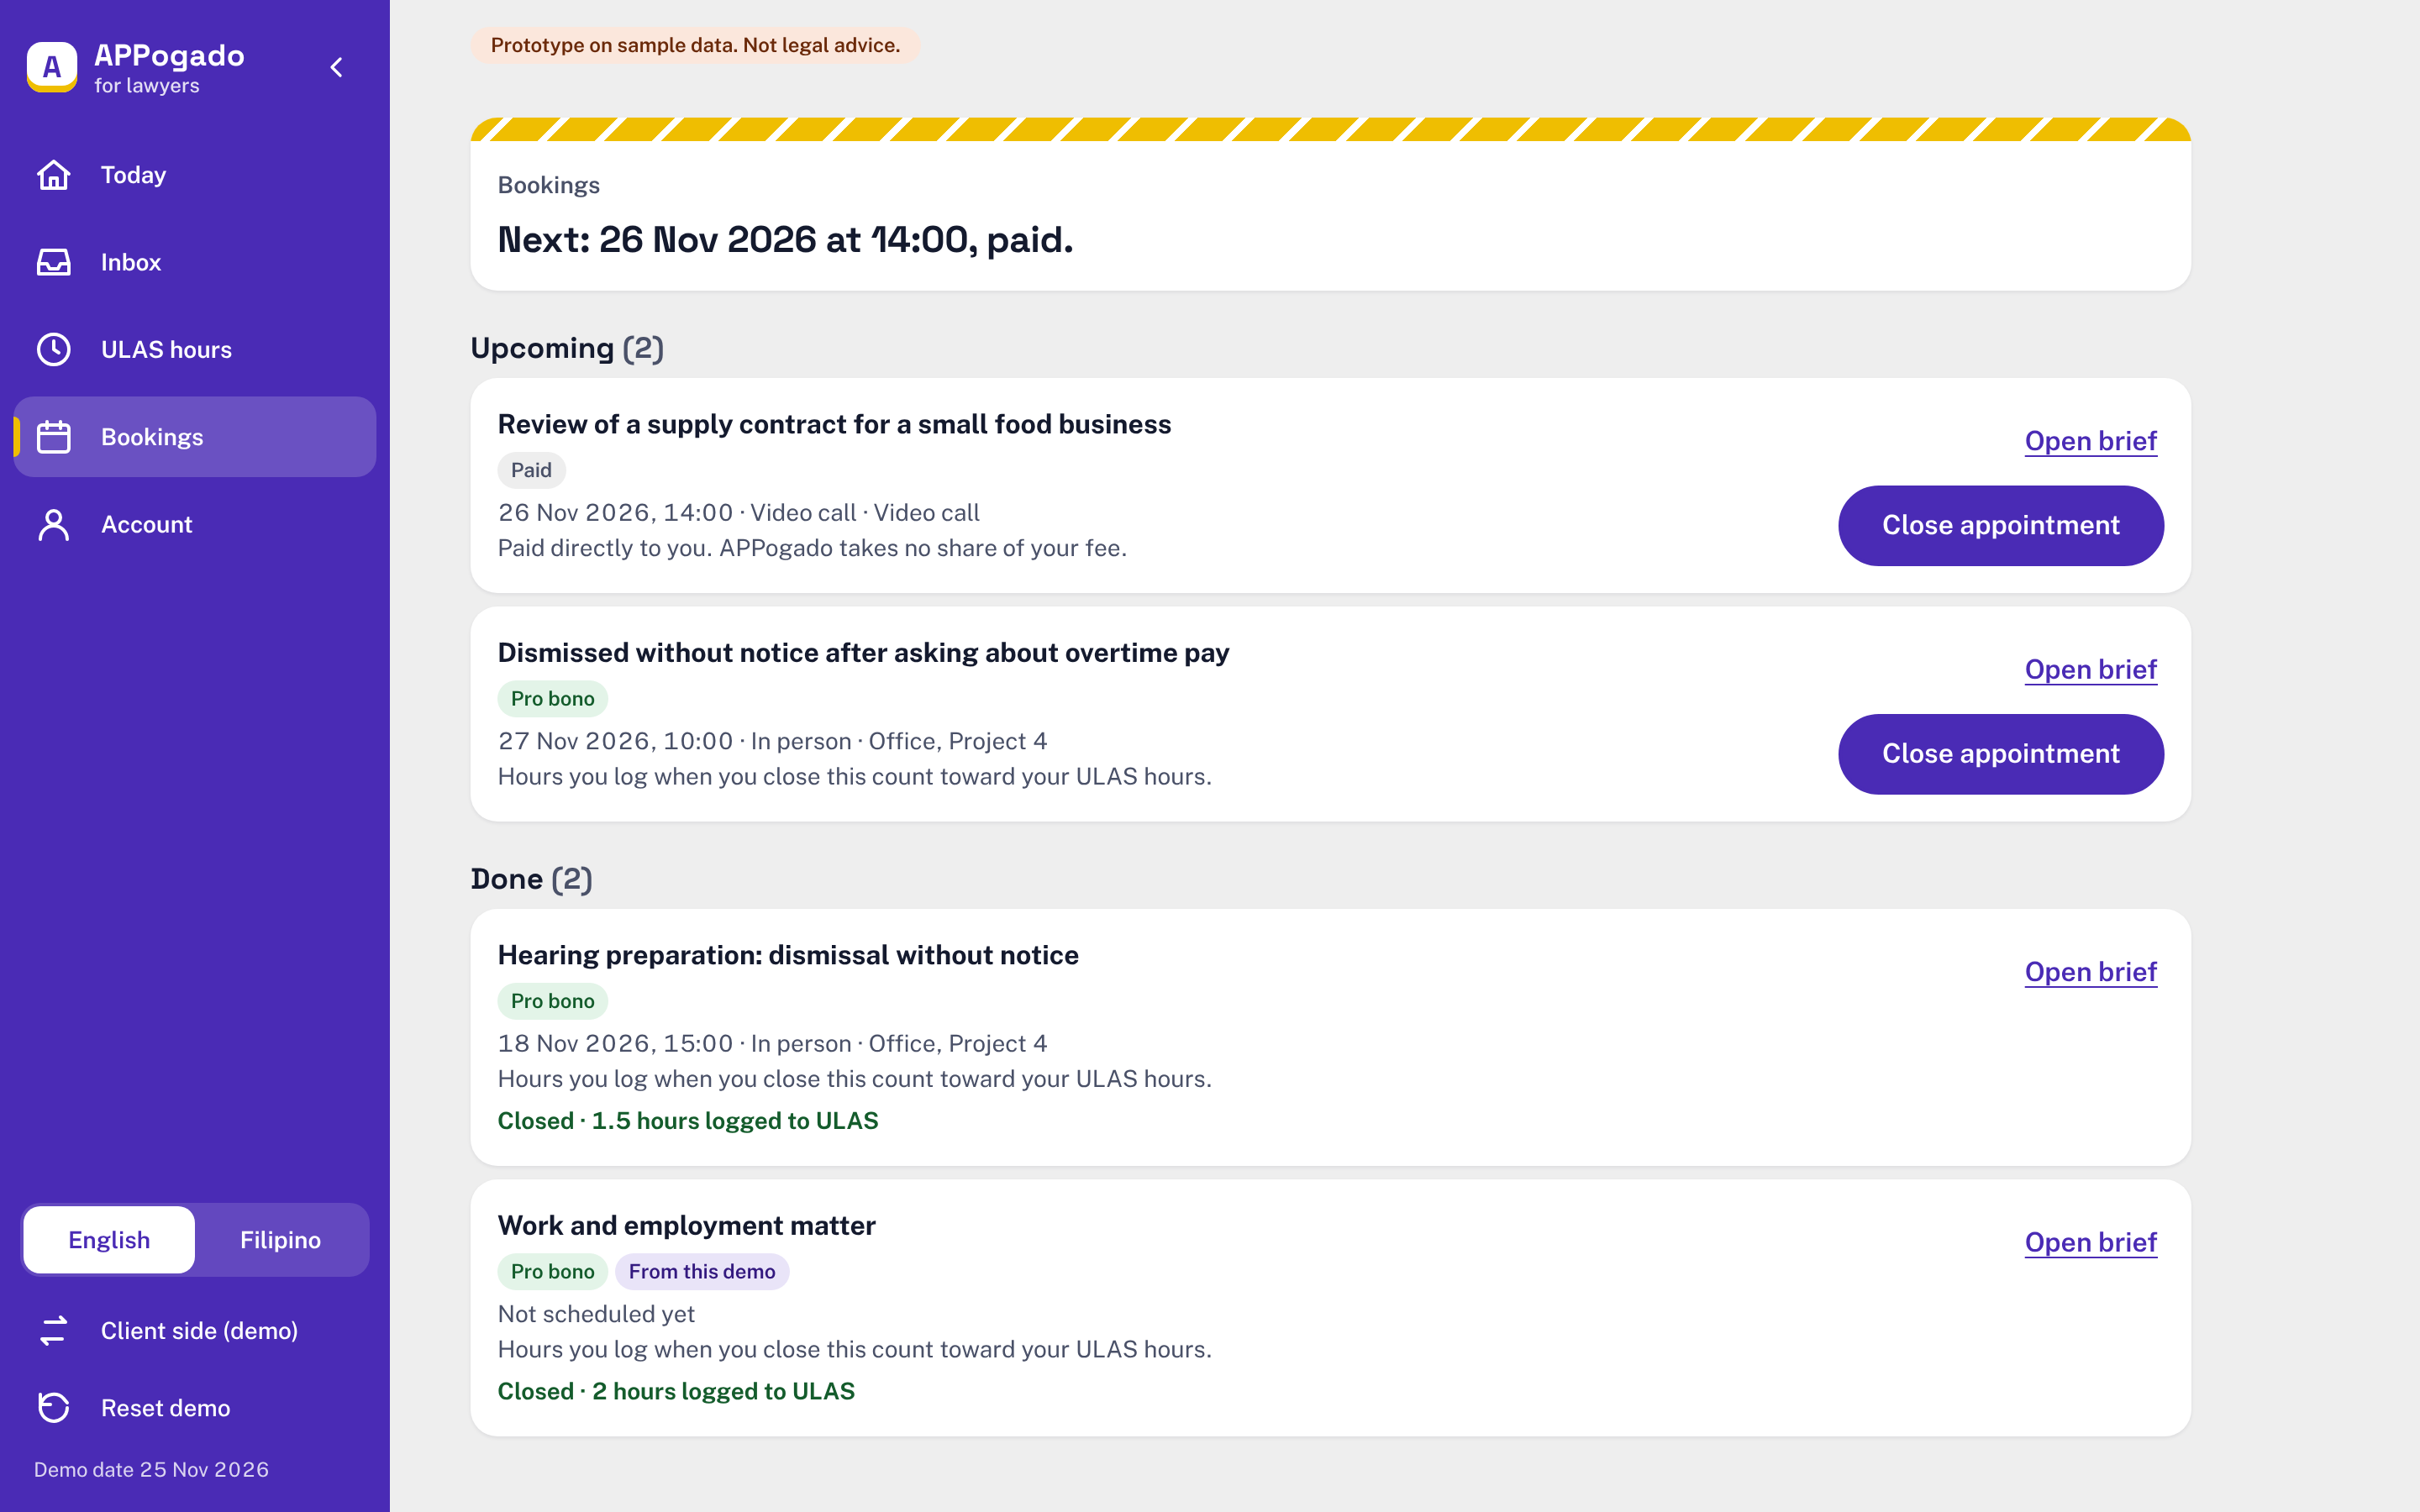 A
APPogado
for lawyers
Today
Inbox
ULAS hours
Bookings
Account
English
Filipino
Client side (demo)
Reset demo
Demo date 25 Nov 2026
Prototype on sample data. Not legal advice.
Bookings
Next: 26 Nov 2026 at 14:00, paid.
Upcoming (2)
Review of a supply contract for a small food business
Paid
26 Nov 2026, 14:00 · Video call · Video call
Paid directly to you. APPogado takes no share of your fee.
Open brief
Close appointment
Dismissed without notice after asking about overtime pay
Pro bono
27 Nov 2026, 10:00 · In person · Office, Project 4
Hours you log when you close this count toward your ULAS hours.
Open brief
Close appointment
Done (2)
Hearing preparation: dismissal without notice
Pro bono
18 Nov 2026, 15:00 · In person · Office, Project 4
Hours you log when you close this count toward your ULAS hours.
Closed · 1.5 hours logged to ULAS
Open brief
Work and employment matter
Pro bono
From this demo
Not scheduled yet
Hours you log when you close this count toward your ULAS hours.
Closed · 2 hours logged to ULAS
Open brief